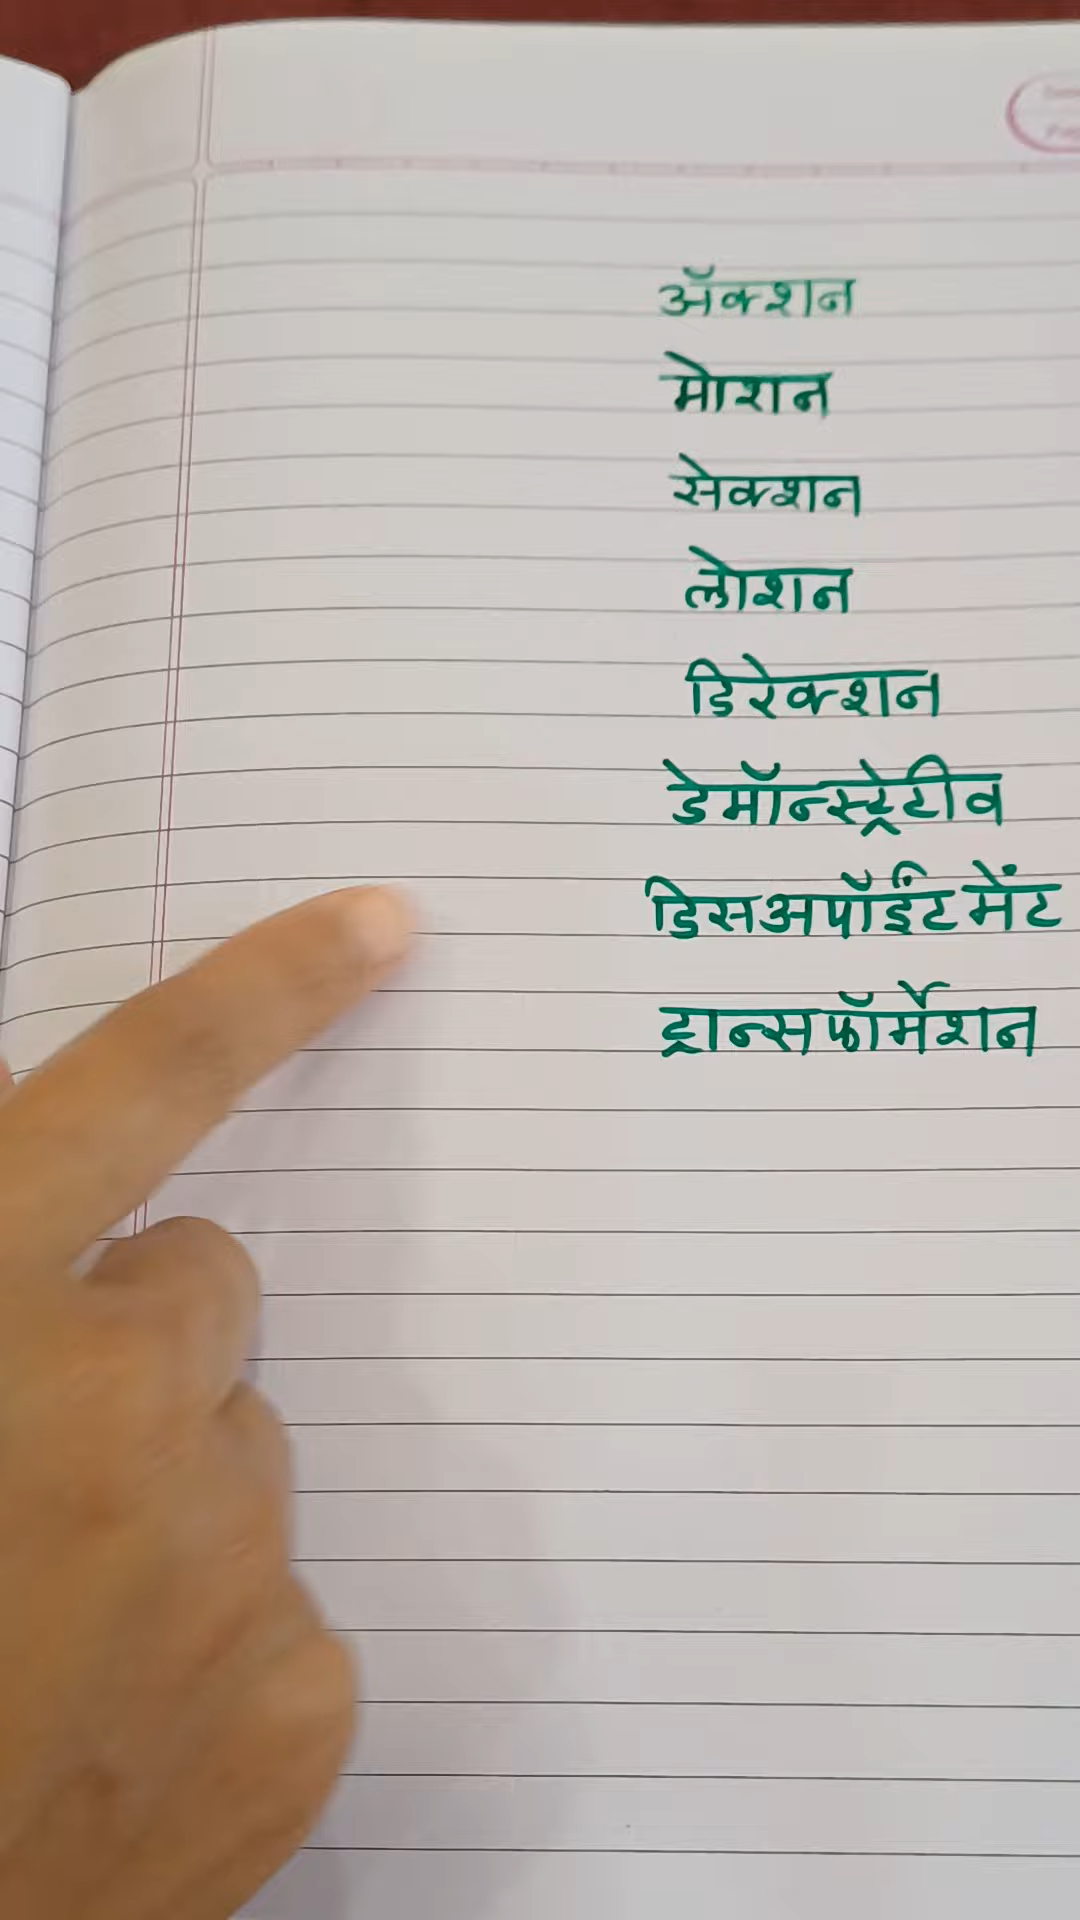 ॲक्शन
मोशन
सेक्शन
लोशन
डिरेक्शन
डेमॉन्स्ट्रेटीव
डिसअपॉईंटमेंट
ट्रान्सफॉर्मेशन